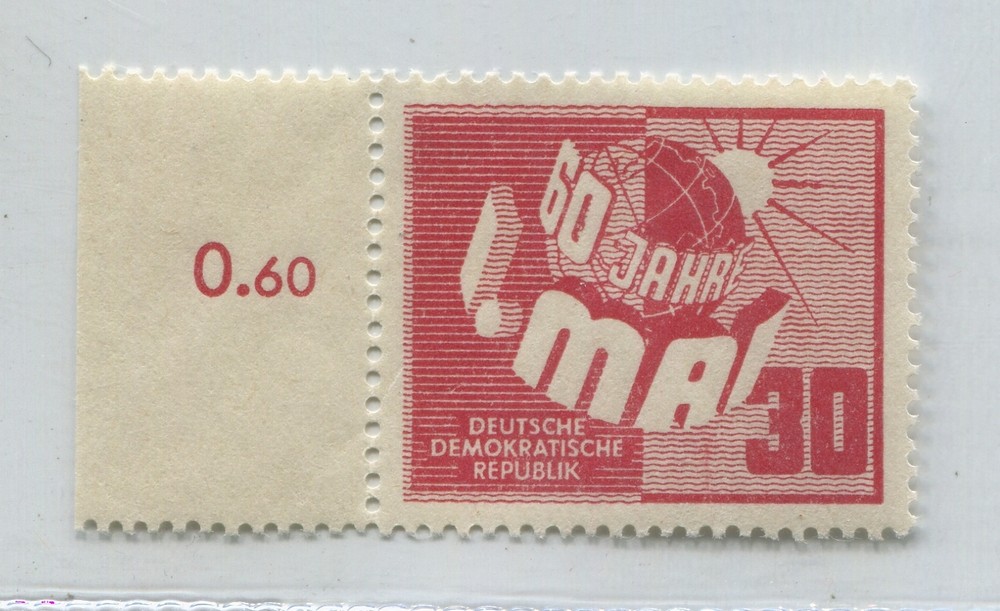 0.60
60 JAHRE
1. MAI
30
DEUTSCHE
DEMOKRATISCHE
REPUBLIK